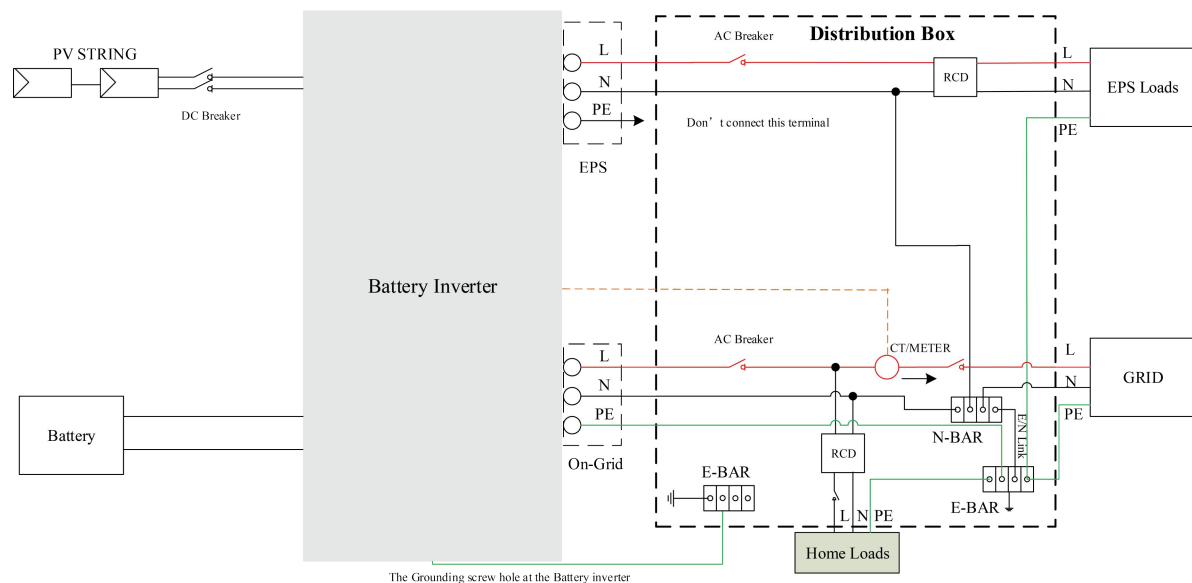 PV STRING
DC Breaker
Battery
Battery Inverter
L
N
PE
EPS
AC Breaker
Distribution Box
Don’t connect this terminal
RCD
L
N
PE
EPS Loads
L
N
PE
On-Grid
AC Breaker
CT/METER
L
N
PE
GRID
N-BAR
E/N Link
E-BAR
RCD
L N PE
Home Loads
E-BAR
The Grounding screw hole at the Battery inverter